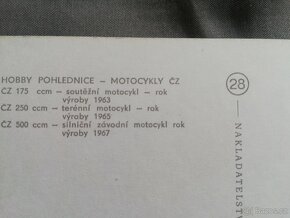 HOBBY POHLEDNICE – MOTOCYKLY ČZ
ČZ 175 ccm – soutěžní motocykl – rok
výroby 1963
ČZ 250 ccm – terénní motocykl – rok
výroby 1965
ČZ 500 ccm – silniční závodní motocykl rok
výroby 1967
28
— NAKLADATELSTV